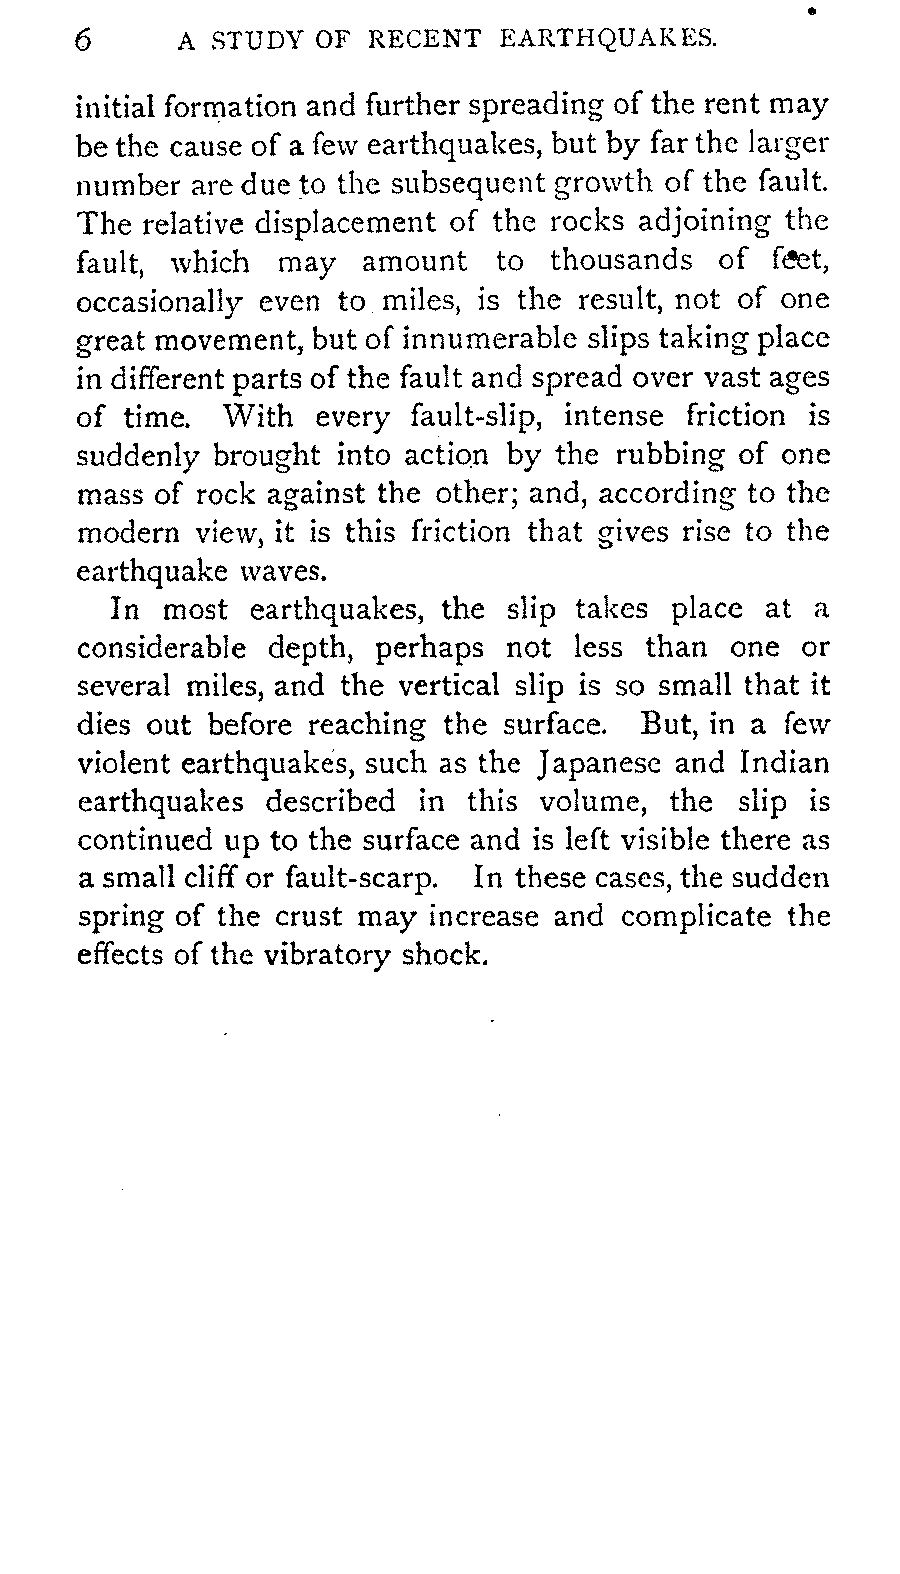 6 A STUDY OF RECENT EARTHQUAKES.
initial formation and further spreading of the rent may
be the cause of a few earthquakes, but by far the larger
number are due to the subsequent growth of the fault.
The relative displacement of the rocks adjoining the
fault, which may amount to thousands of feet,
occasionally even to miles, is the result, not of one
great movement, but of innumerable slips taking place
in different parts of the fault and spread over vast ages
of time. With every fault-slip, intense friction is
suddenly brought into action by the rubbing of one
mass of rock against the other; and, according to the
modern view, it is this friction that gives rise to the
earthquake waves.
In most earthquakes, the slip takes place at a
considerable depth, perhaps not less than one or
several miles, and the vertical slip is so small that it
dies out before reaching the surface. But, in a few
violent earthquakes, such as the Japanese and Indian
earthquakes described in this volume, the slip is
continued up to the surface and is left visible there as
a small cliff or fault-scarp. In these cases, the sudden
spring of the crust may increase and complicate the
effects of the vibratory shock.